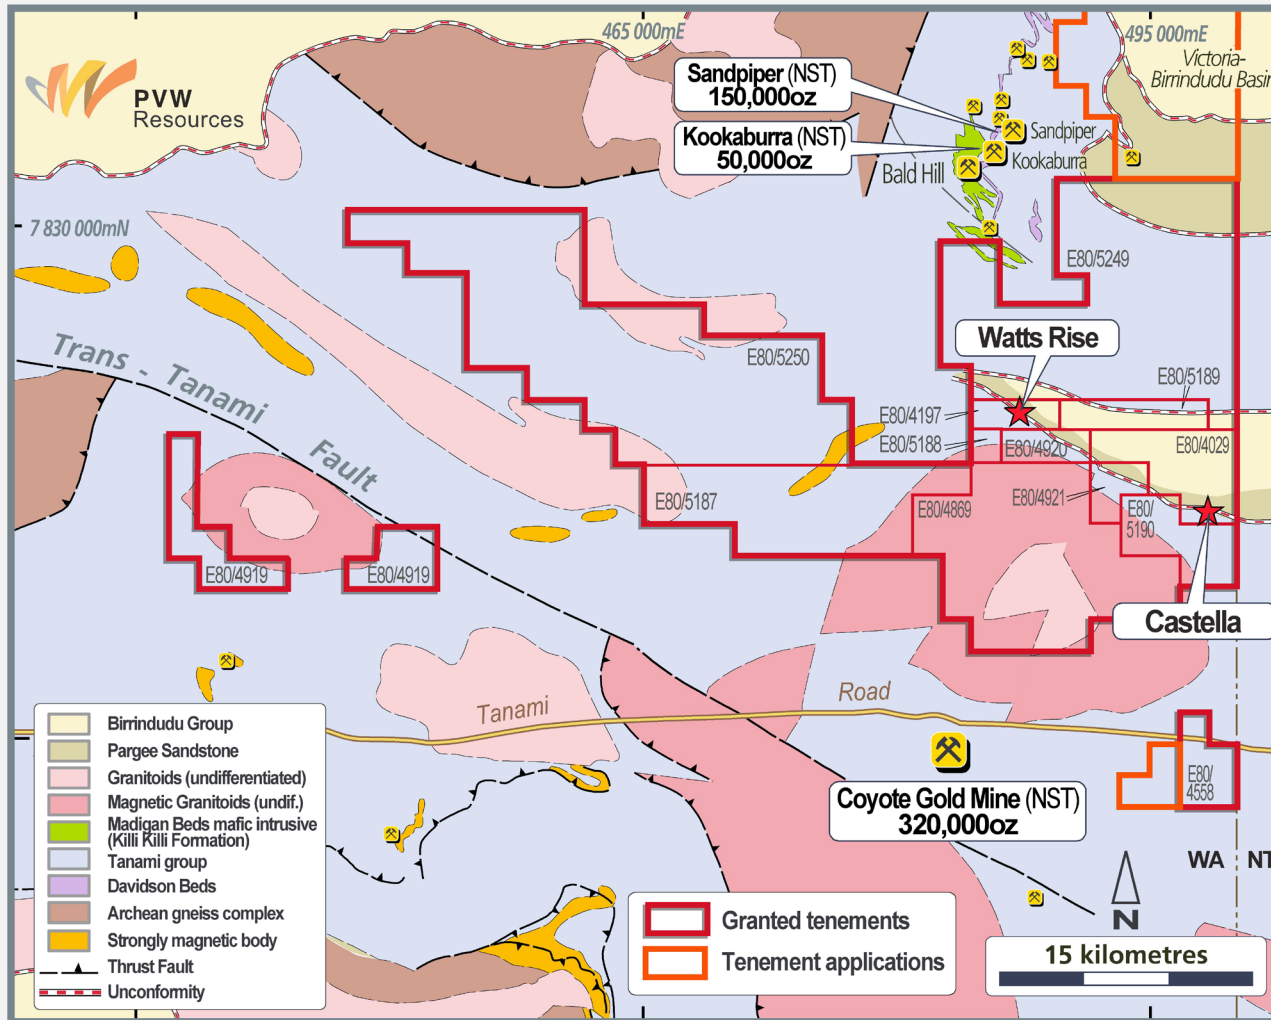 465 000mE
495 000mE
Victoria-
Birrindudu Basin
PVW
Resources
Sandpiper (NST)
150,000oz
Kookaburra (NST)
50,000oz
Sandpiper
Kookaburra
Bald Hill
7 830 000mN
E80/5249
Trans - Tanami Fault
E80/5250
Watts Rise
E80/5189
E80/4197
E80/5188
E80/4920
E80/4029
E80/5187
E80/4869
E80/4921
E80/
5190
E80/4919
E80/4919
Castella
Tanami Road
Coyote Gold Mine (NST)
320,000oz
E80/
4558
WA NT
N
Birrindudu Group
Pargee Sandstone
Granitoids (undifferentiated)
Magnetic Granitoids (undif.)
Madigan Beds mafic intrusive
(Killi Killi Formation)
Tanami group
Davidson Beds
Archean gneiss complex
Strongly magnetic body
Thrust Fault
Unconformity
Granted tenements
Tenement applications
15 kilometres